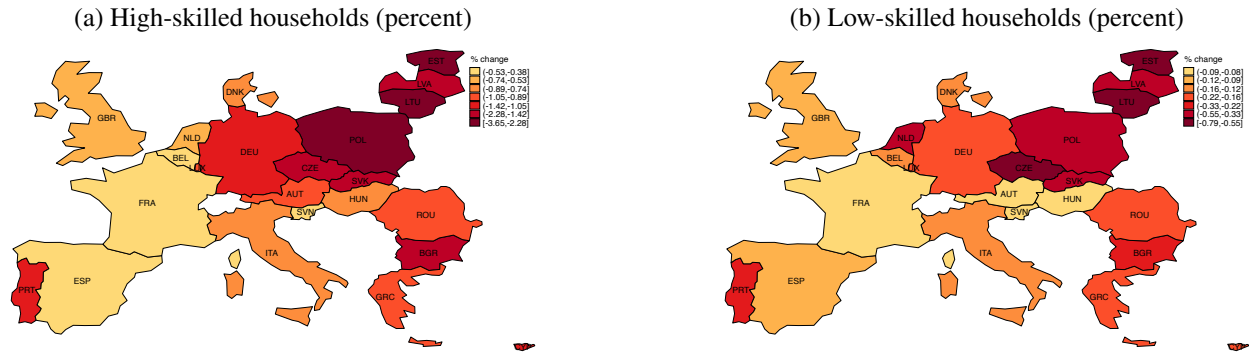 (a) High-skilled households (percent)
% change
(-0.53,-0.38]
(-0.74,-0.53]
(-0.89,-0.74]
(-1.05,-0.89]
(-1.42,-1.05]
(-2.28,-1.42]
[-3.65,-2.28]
EST
LVA
LTU
DNK
GBR
NLD
POL
BEL
DEU
LUX
CZE
SVK
AUT
HUN
FRA
SVN
ROU
ITA
BGR
ESP
PRT
GRC
(b) Low-skilled households (percent)
% change
(-0.09,-0.08]
(-0.12,-0.09]
(-0.16,-0.12]
(-0.22,-0.16]
(-0.33,-0.22]
(-0.55,-0.33]
[-0.79,-0.55]
EST
LVA
LTU
DNK
GBR
NLD
POL
BEL
DEU
LUX
CZE
SVK
AUT
HUN
FRA
SVN
ROU
ITA
BGR
ESP
PRT
GRC